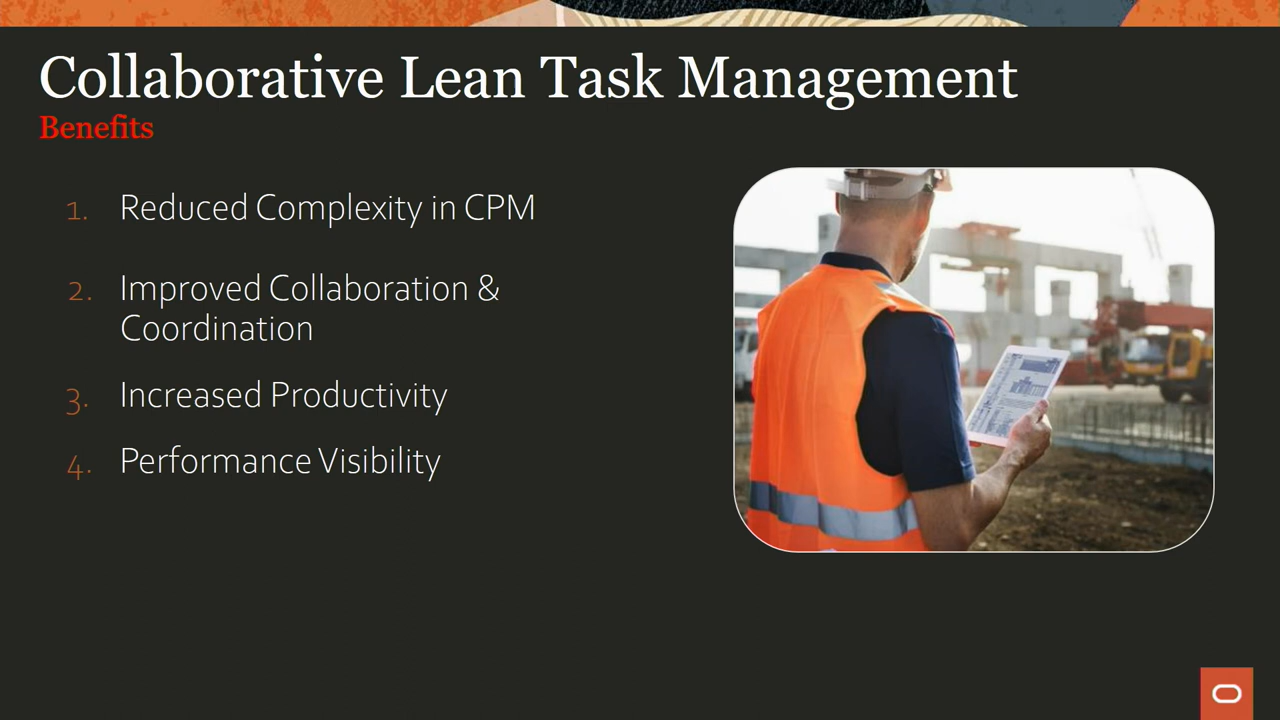 Collaborative Lean Task Management
Benefits
1. Reduced Complexity in CPM
2. Improved Collaboration &
Coordination
3. Increased Productivity
4. Performance Visibility